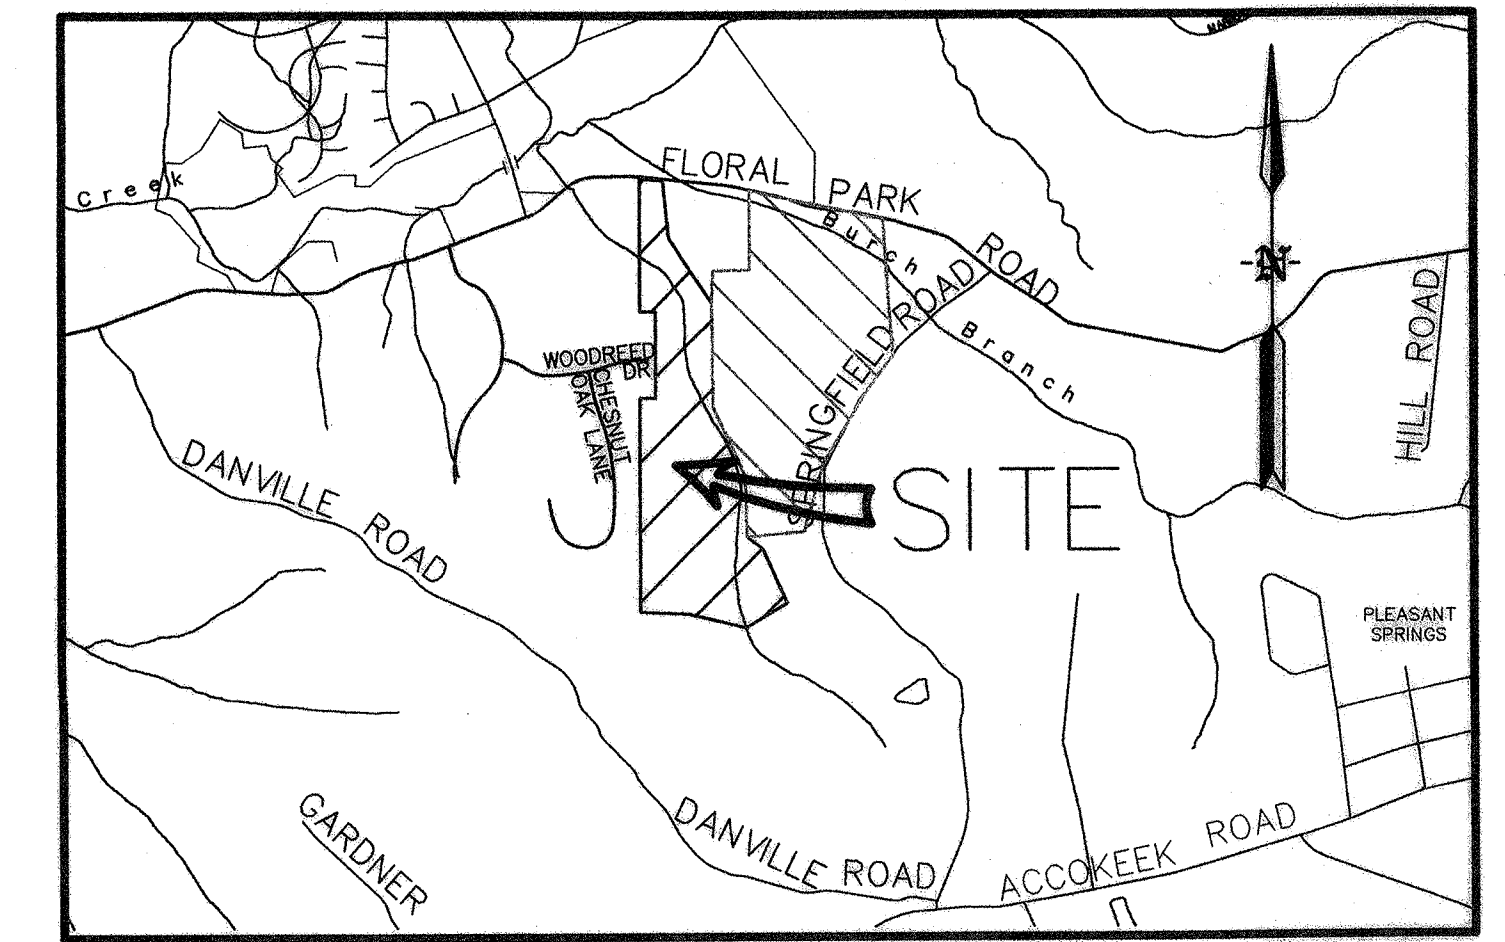 Creek
FLORAL PARK ROAD
Burch Branch
N
HILL ROAD
SPRINGFIELD ROAD
WOODREED
DR
CHESNUT
OAK LANE
SITE
DANVILLE ROAD
PLEASANT
SPRINGS
GARDNER
DANVILLE ROAD
ACCOKEEK ROAD